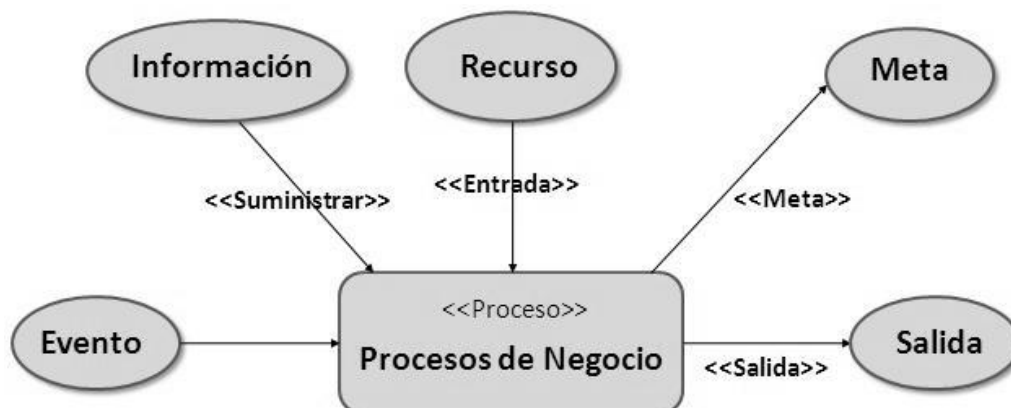 Información
Recurso
Meta
<<Suministrar>>
<<Entrada>>
<<Meta>>
Evento
<<Proceso>>
Procesos de Negocio
<<Salida>>
Salida